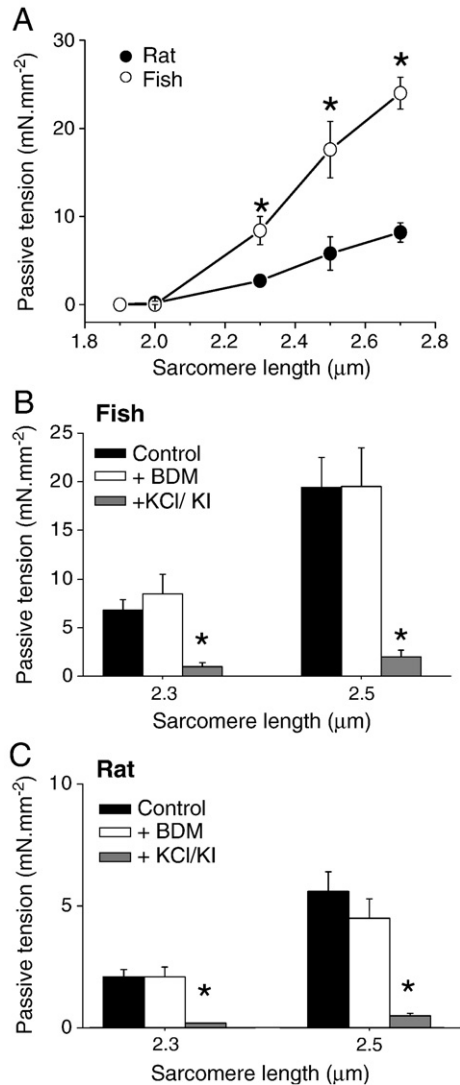 A
Passive tension (mN.mm-2)
30
20
10
0
Rat
Fish
*
*
*
1.8 2.0 2.2 2.4 2.6 2.8
Sarcomere length (μm)
B
Fish
Passive tension (mN.mm-2)
25
20
15
10
5
0
Control
+ BDM
+KCl/ KI
*
*
2.3 2.5
Sarcomere length (μm)
C
Rat
Passive tension (mN.mm-2)
10
5
0
Control
+ BDM
+ KCl/KI
*
*
2.3 2.5
Sarcomere length (μm)